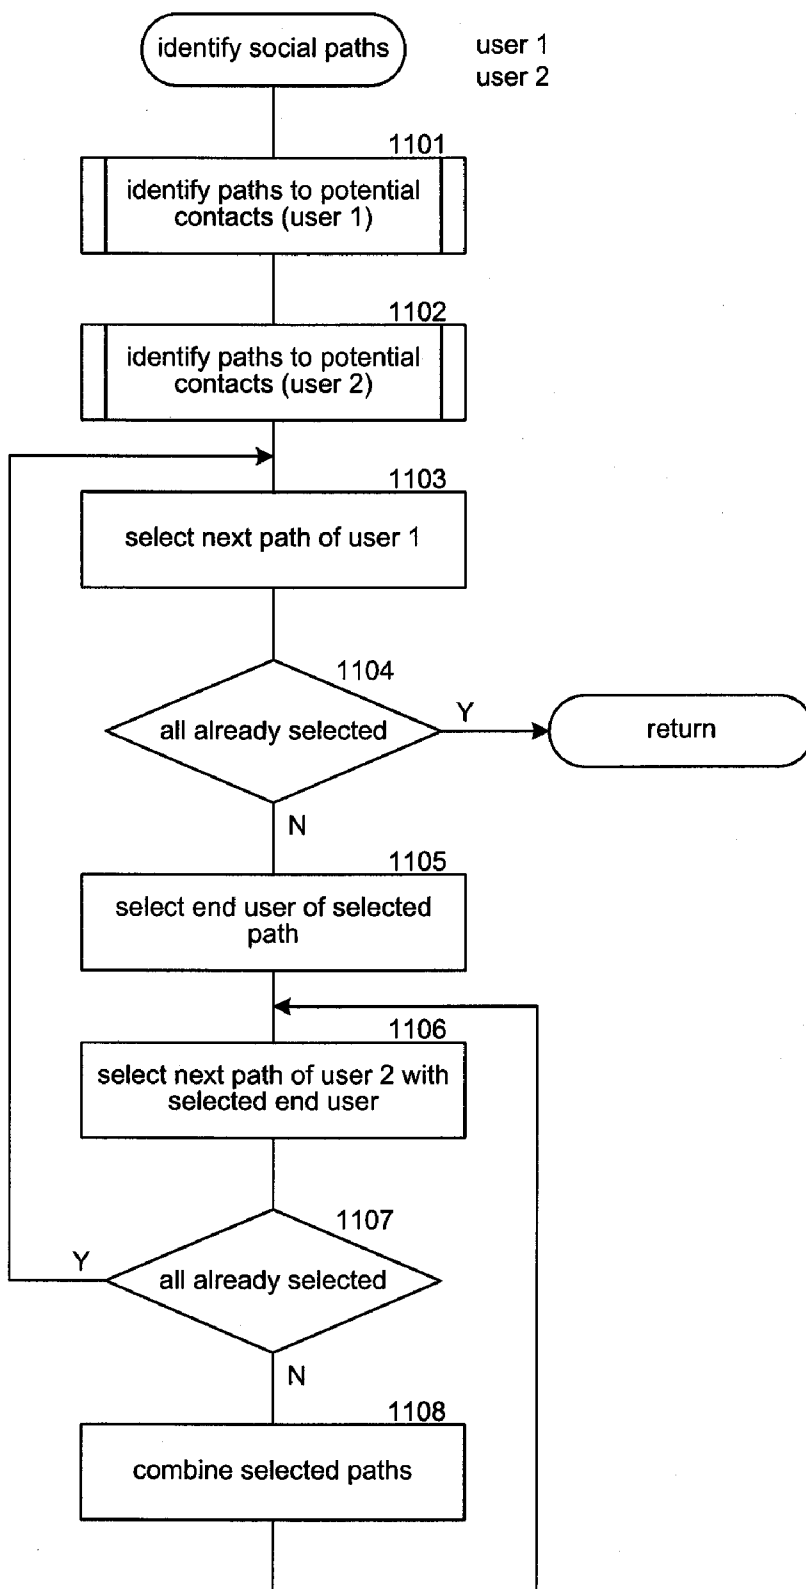 identify social paths
user 1
user 2
1101
identify paths to potential
contacts (user 1)
1102
identify paths to potential
contacts (user 2)
1103
select next path of user 1
1104
all already selected
Y
return
N
1105
select end user of selected
path
1106
select next path of user 2 with
selected end user
1107
Y
all already selected
N
1108
combine selected paths